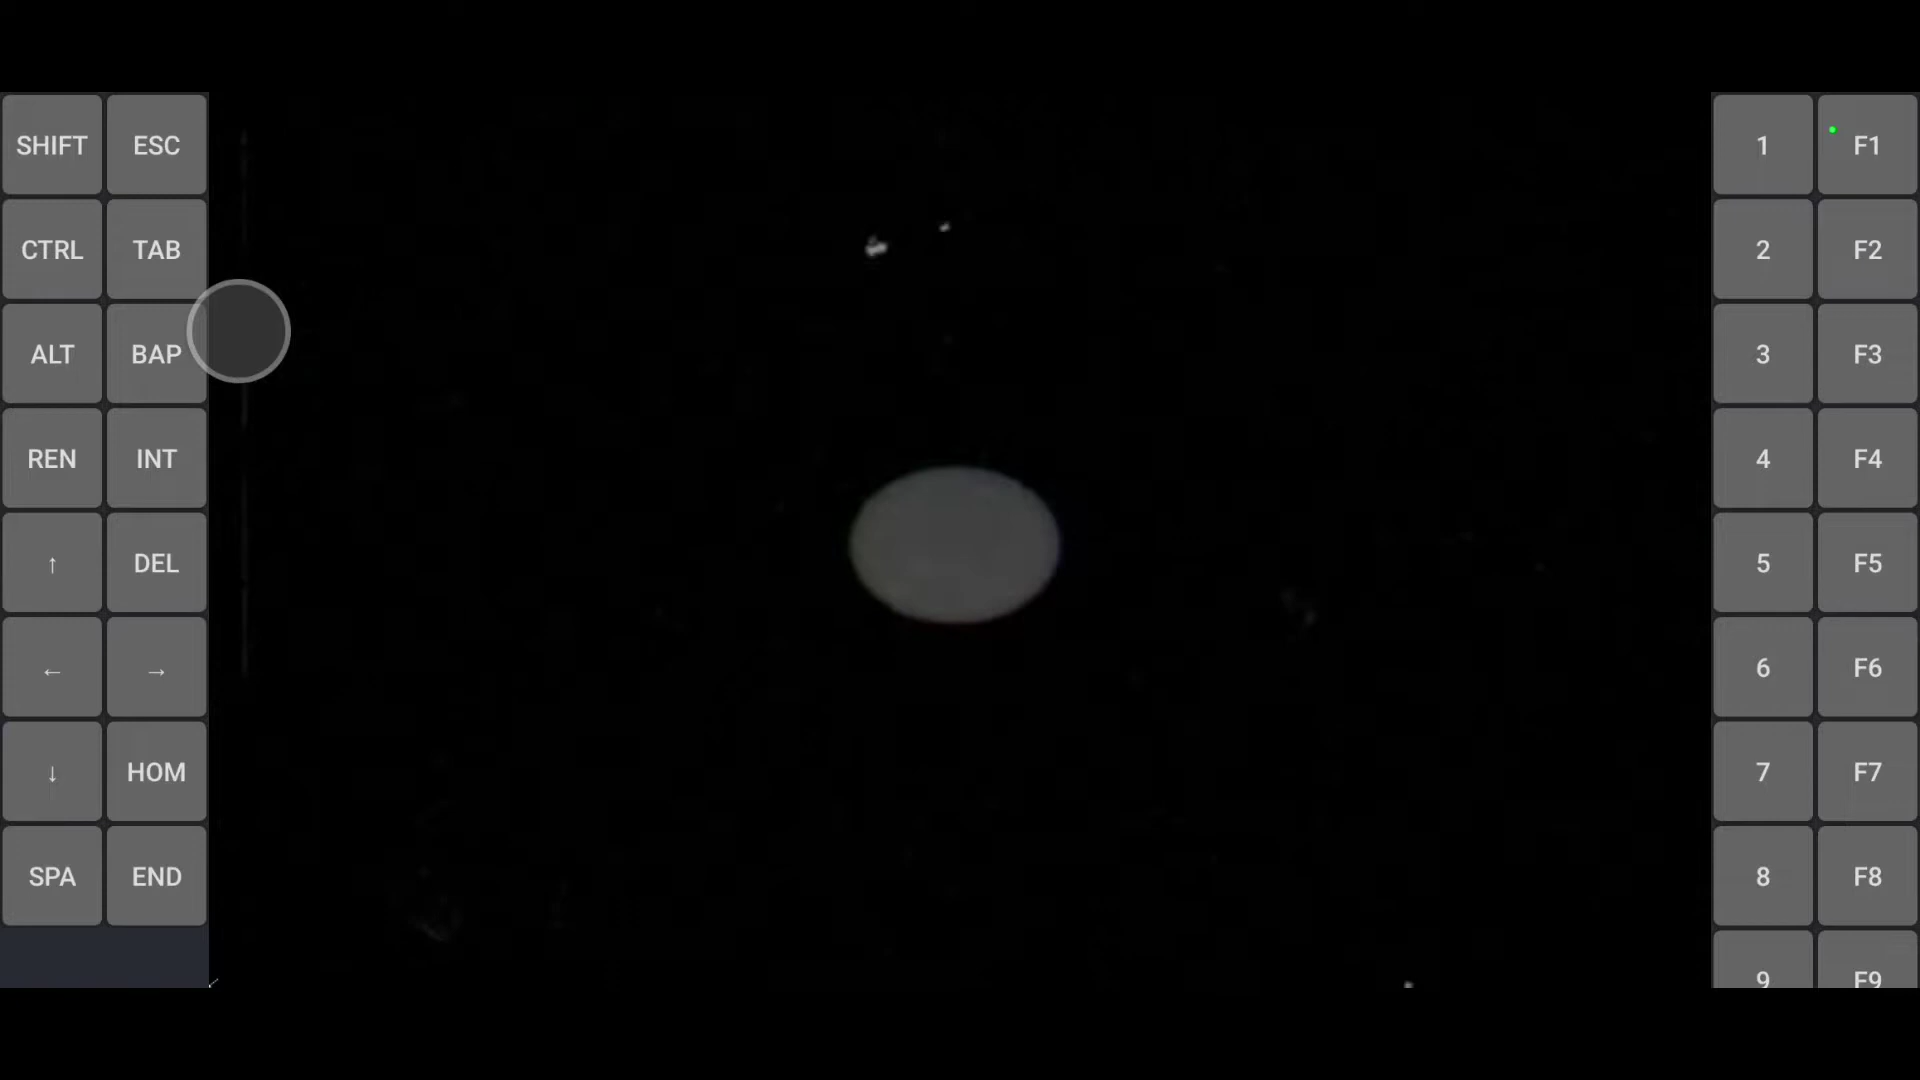 SHIFT ESC 1 F1
CTRL TAB 2 F2
ALT BAP 3 F3
REN INT 4 F4
↑ DEL 5 F5
← → 6 F6
↓ HOM 7 F7
SPA END 8 F8
9 F9